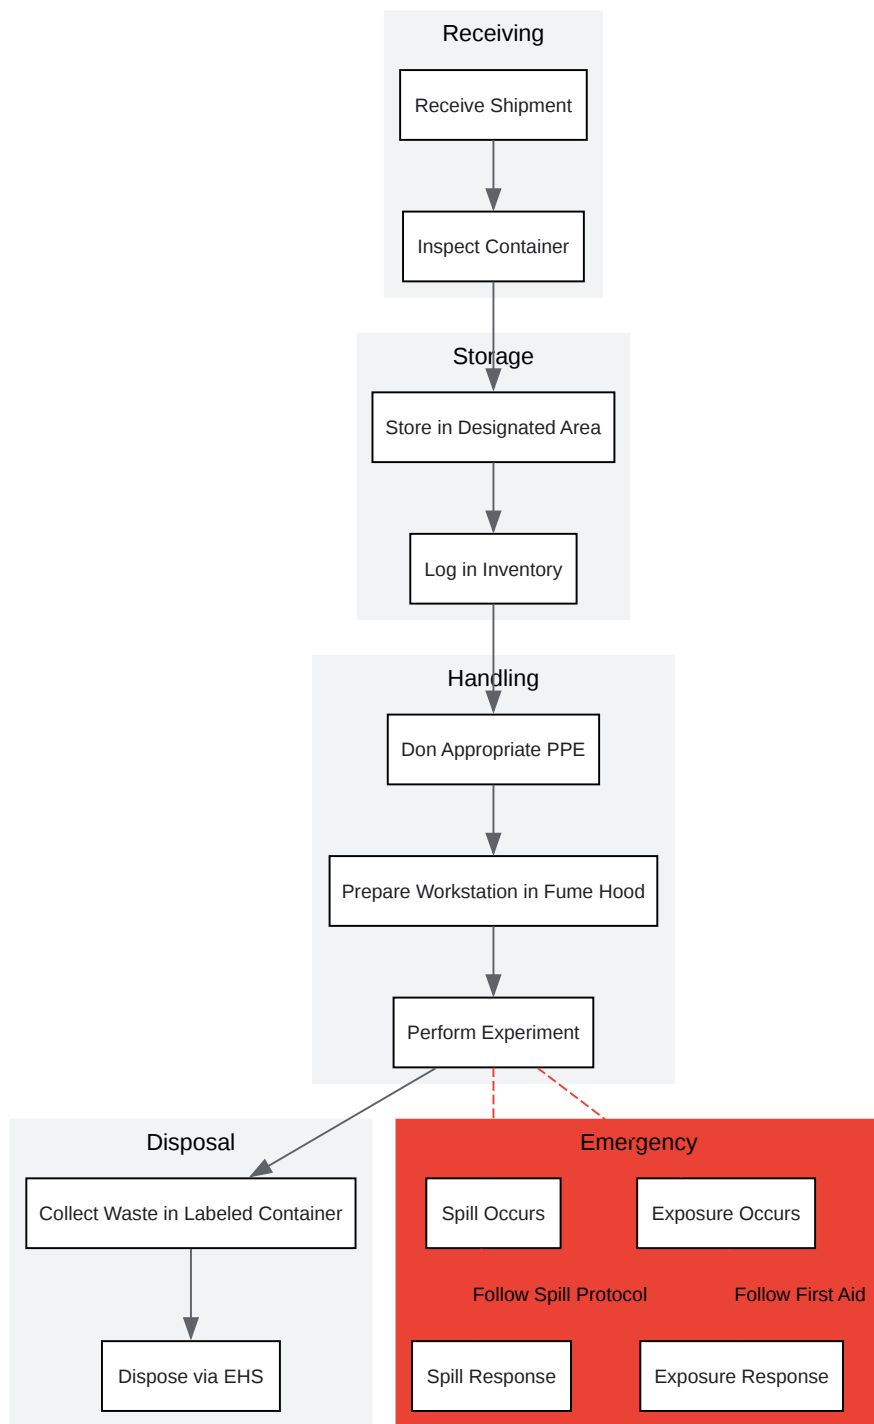 Receiving
Receive Shipment
Inspect Container
Storage
Store in Designated Area
Log in Inventory
Handling
Don Appropriate PPE
Prepare Workstation in Fume Hood
Perform Experiment
Disposal
Collect Waste in Labeled Container
Dispose via EHS
Emergency
Spill Occurs
Exposure Occurs
Follow Spill Protocol
Follow First Aid
Spill Response
Exposure Response